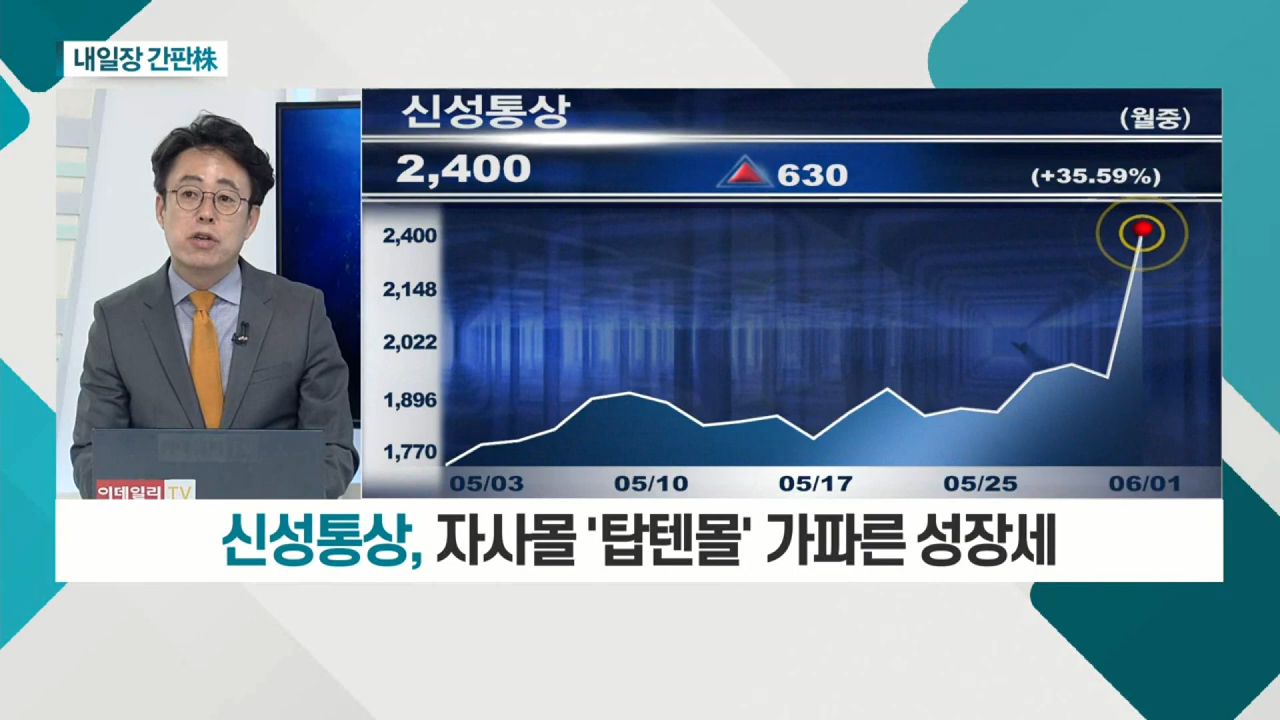 내일장 간판株
신성통상 (월중)
2,400 630 (+35.59%)
2,400
2,148
2,022
1,896
1,770
05/03 05/10 05/17 05/25 06/01
이데일리 TV
신성통상, 자사몰 '탑텐몰' 가파른 성장세